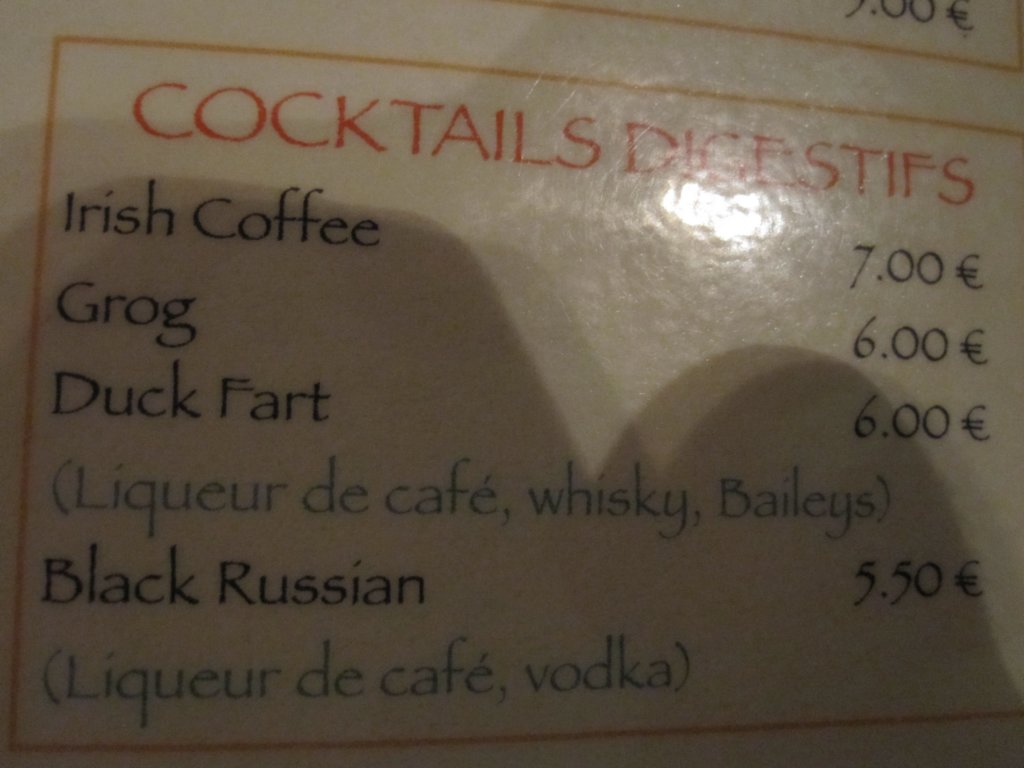 COCKTAILS DIGESTIFS
Irish Coffee 7.00 €
Grog 6.00 €
Duck Fart 6.00 €
(Liqueur de café, whisky, Baileys)
Black Russian 5.50 €
(Liqueur de café, vodka)